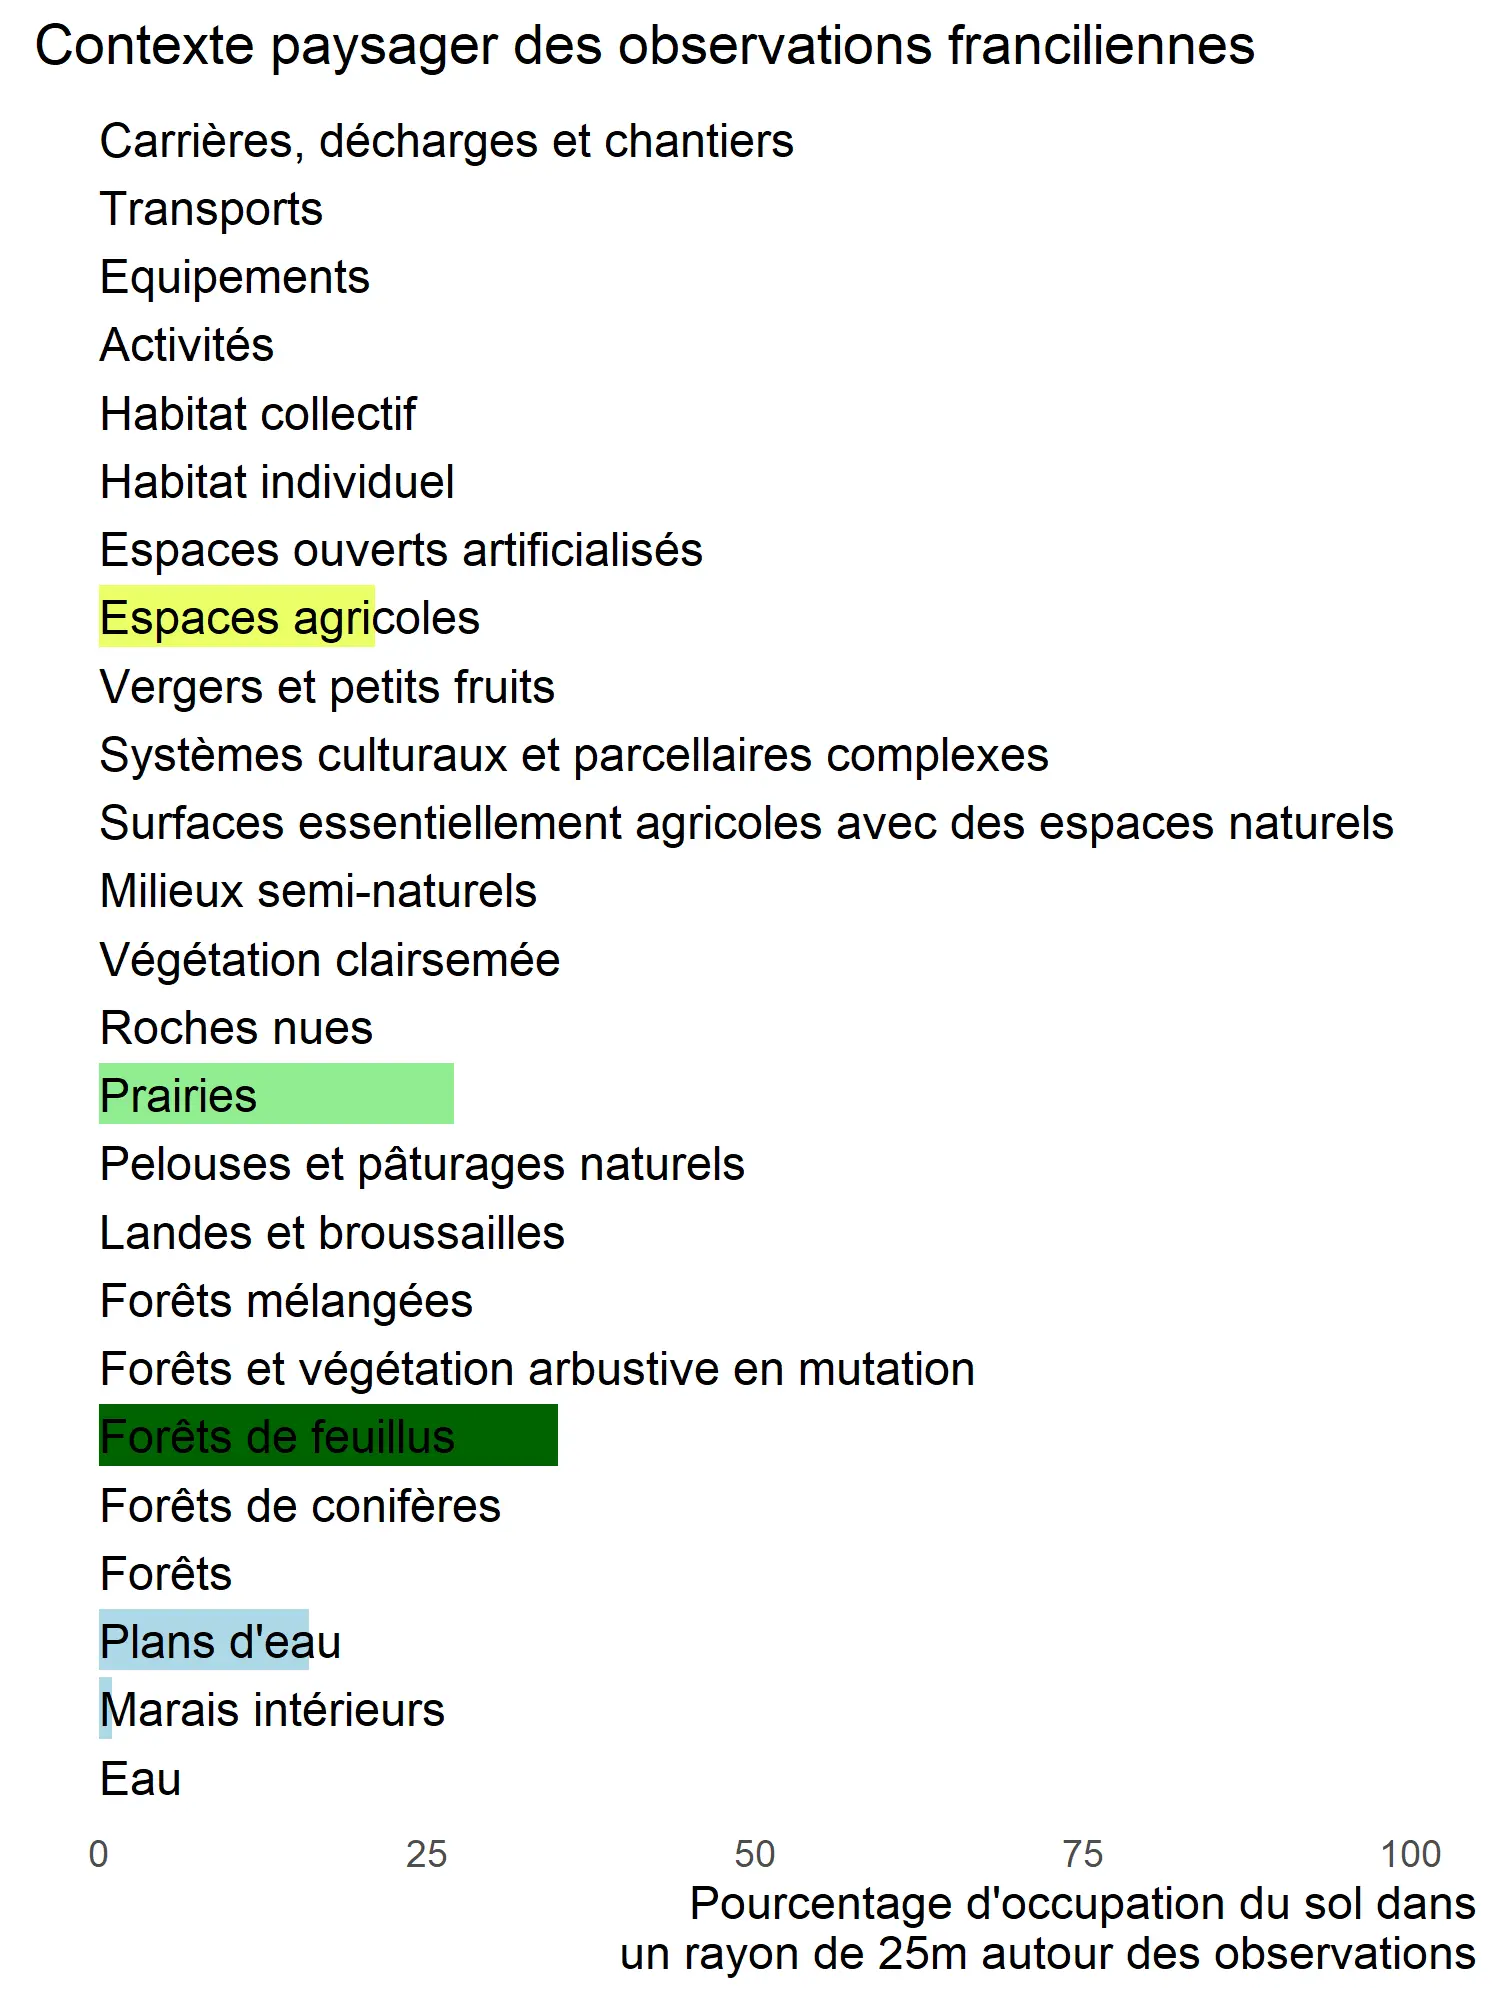 Contexte paysager des observations franciliennes
Carrières, décharges et chantiers
Transports
Equipements
Activités
Habitat collectif
Habitat individuel
Espaces ouverts artificialisés
Espaces agricoles
Vergers et petits fruits
Systèmes culturaux et parcellaires complexes
Surfaces essentiellement agricoles avec des espaces naturels
Milieux semi-naturels
Végétation clairsemée
Roches nues
Prairies
Pelouses et pâturages naturels
Landes et broussailles
Forêts mélangées
Forêts et végétation arbustive en mutation
Forêts de feuillus
Forêts de conifères
Forêts
Plans d'eau
Marais intérieurs
Eau
0 25 50 75 100
Pourcentage d'occupation du sol dans
un rayon de 25m autour des observations